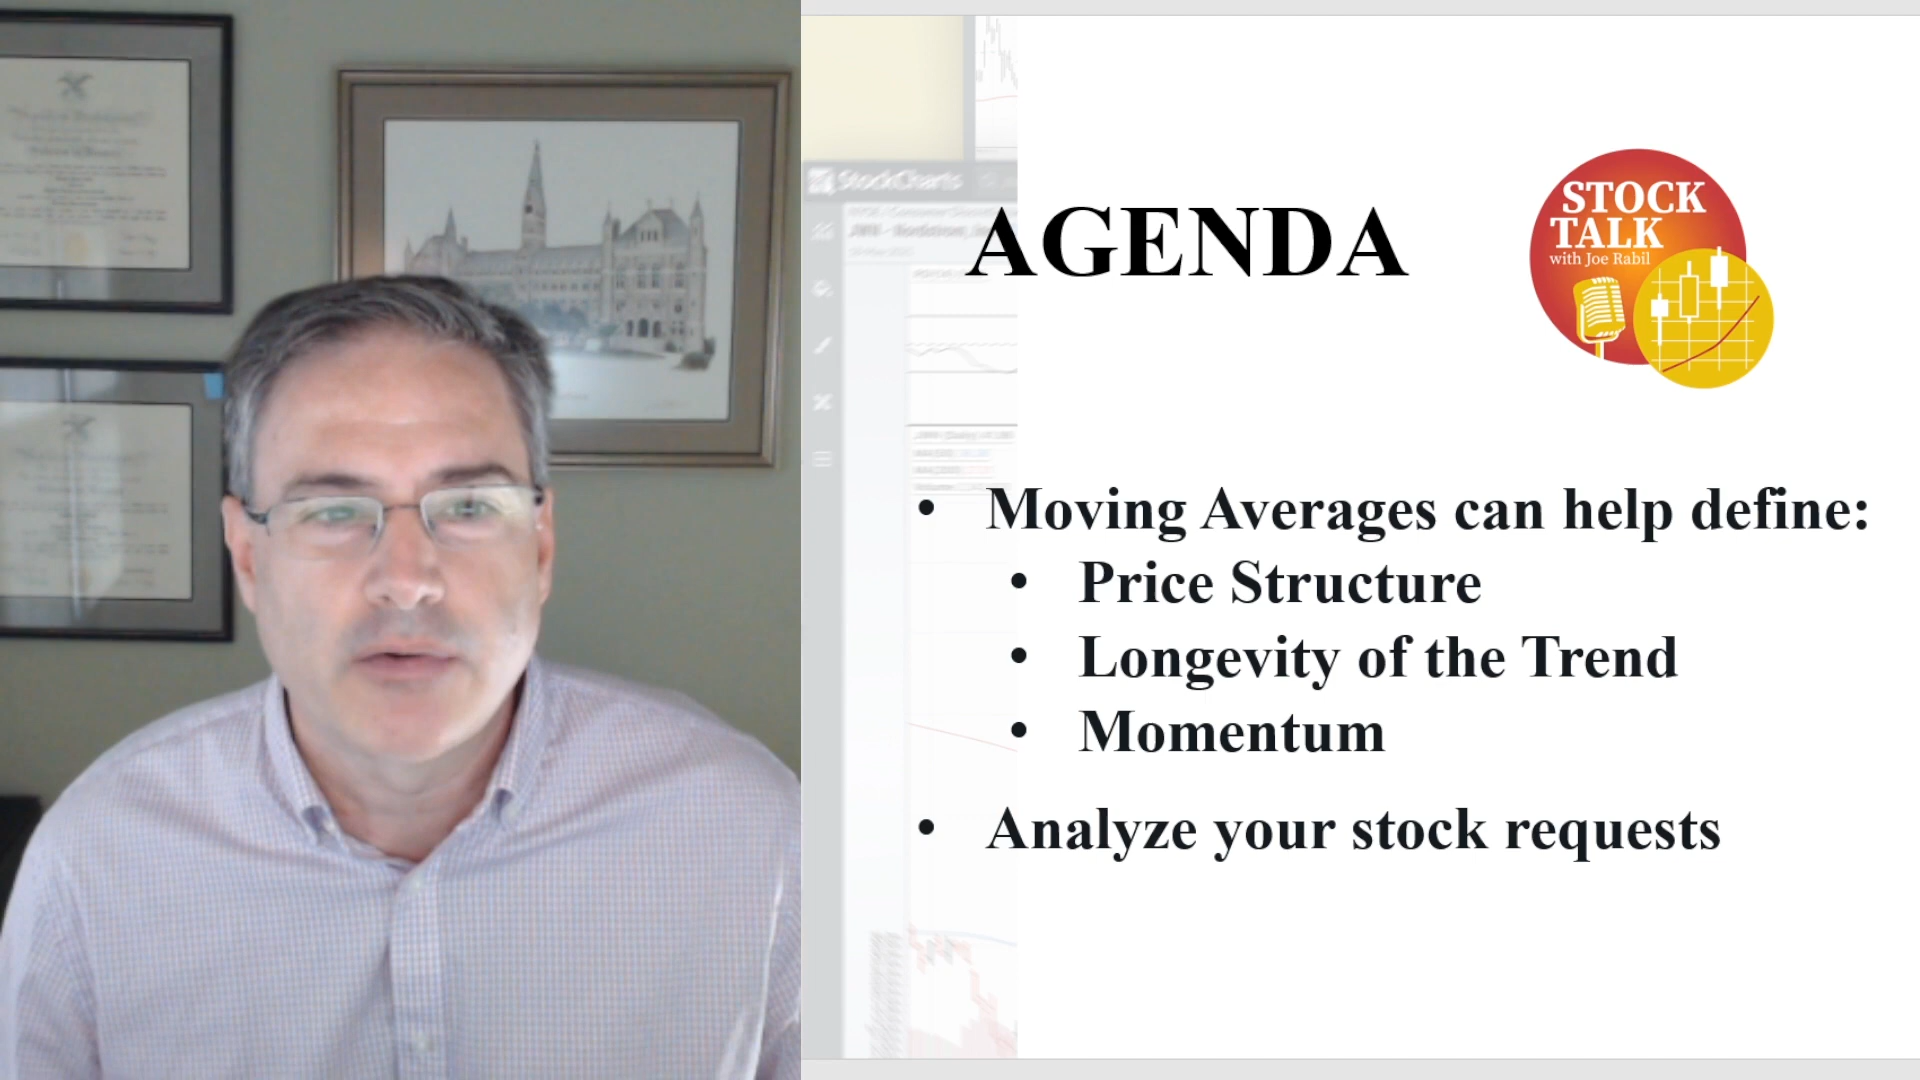 StockCharts
AGENDA
STOCK
TALK
with Joe Rabil
• Moving Averages can help define:
• Price Structure
• Longevity of the Trend
• Momentum
• Analyze your stock requests